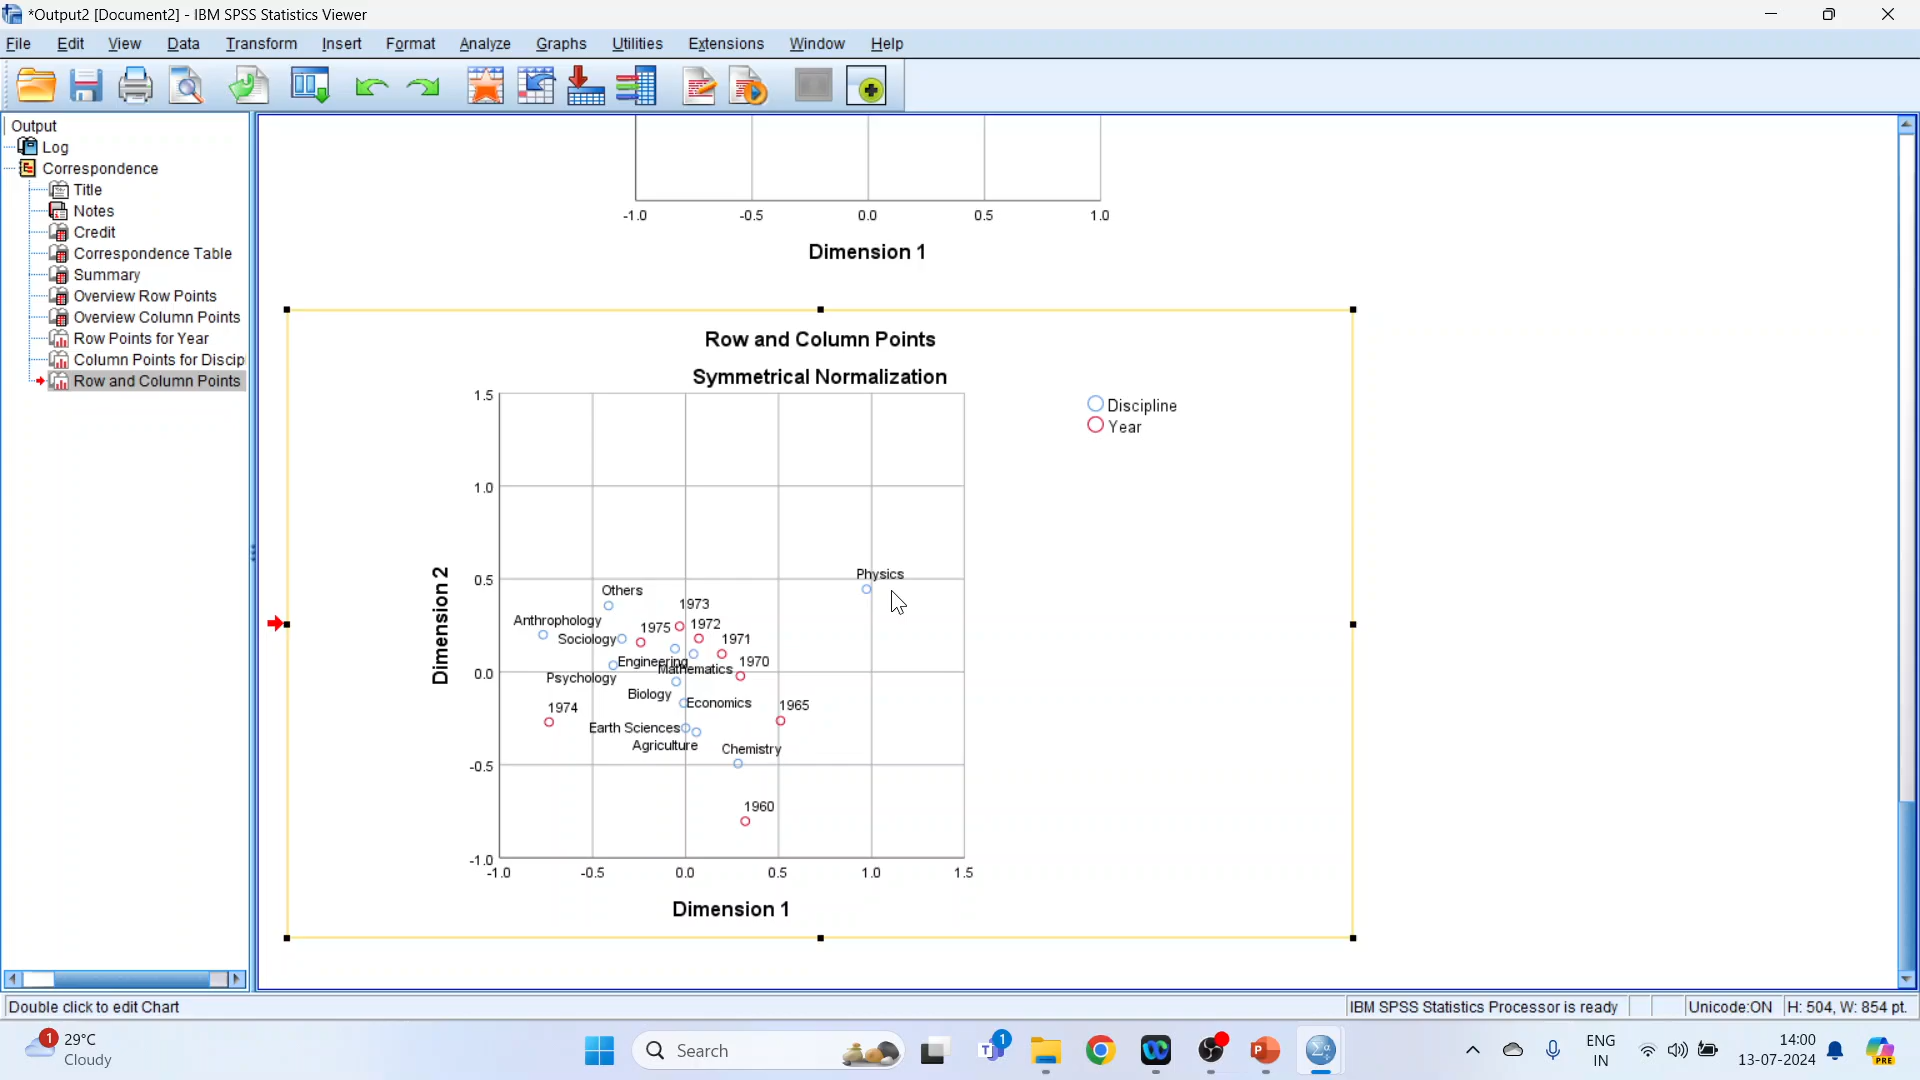 *Output2 [Document2] - IBM SPSS Statistics Viewer
File Edit View Data Transform Insert Format Analyze Graphs Utilities Extensions Window Help
Output
Log
Correspondence
Title
Notes
Credit
Correspondence Table
Summary
Overview Row Points
Overview Column Points
Row Points for Year
Column Points for Discip
Row and Column Points
-1.0 -0.5 0.0 0.5 1.0
Dimension 1
Row and Column Points
Symmetrical Normalization
Discipline
Year
1.5
1.0
0.5
0.0
-0.5
-1.0
Dimension 2
Physics
Others
1973
Anthrophology
1975
1972
Sociology
1971
Engineering
1970
Mathematics
Psychology
Biology
Economics
1974
1965
Earth Sciences
Agriculture
Chemistry
1960
-1.0 -0.5 0.0 0.5 1.0 1.5
Dimension 1
Double click to edit Chart
IBM SPSS Statistics Processor is ready
Unicode:ON
H: 504, W: 854 pt.
1
29°C
Cloudy
Search
1
ENG
IN
14:00
13-07-2024
PRE